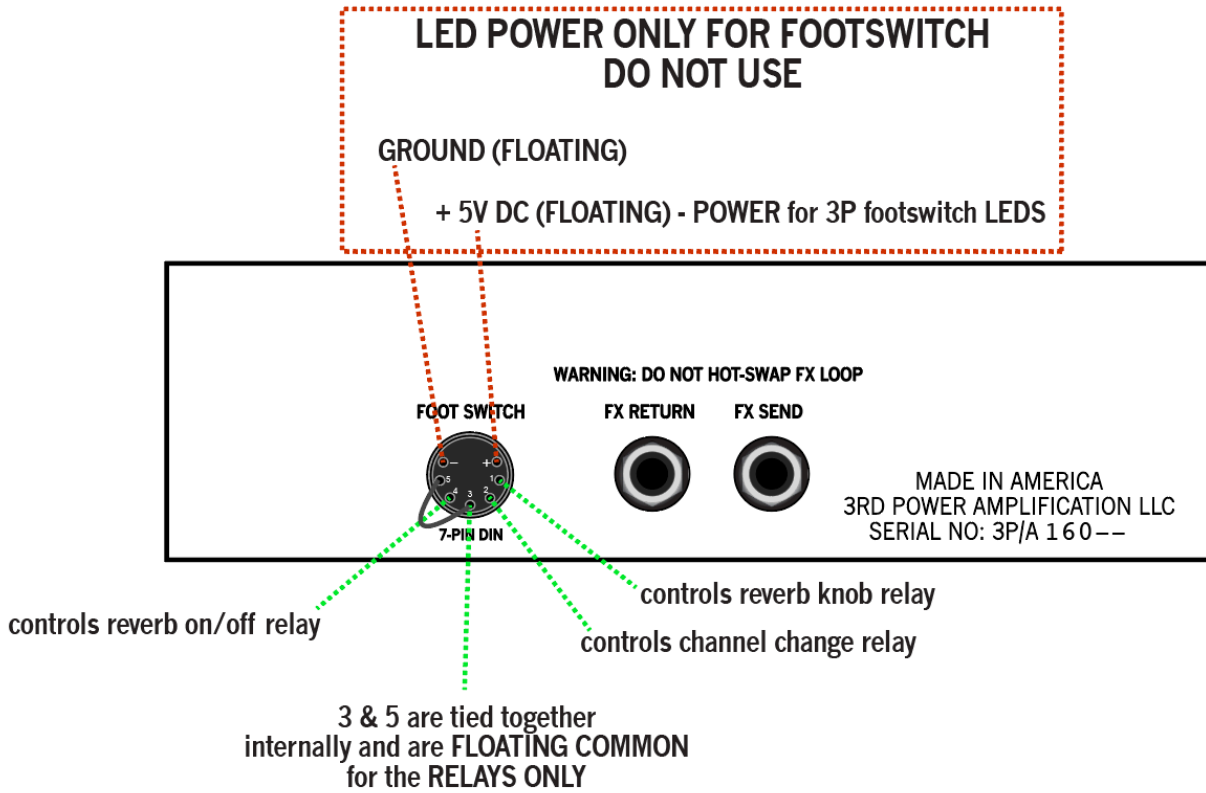 LED POWER ONLY FOR FOOTSWITCH
DO NOT USE
GROUND (FLOATING)
+ 5V DC (FLOATING) - POWER for 3P footswitch LEDS
WARNING: DO NOT HOT-SWAP FX LOOP
FOOT SWITCH
FX RETURN
FX SEND
−
+
5
1
4
2
3
7-PIN DIN
MADE IN AMERICA
3RD POWER AMPLIFICATION LLC
SERIAL NO: 3P/A 160--
controls reverb knob relay
controls reverb on/off relay
controls channel change relay
3 & 5 are tied together
internally and are FLOATING COMMON
for the RELAYS ONLY